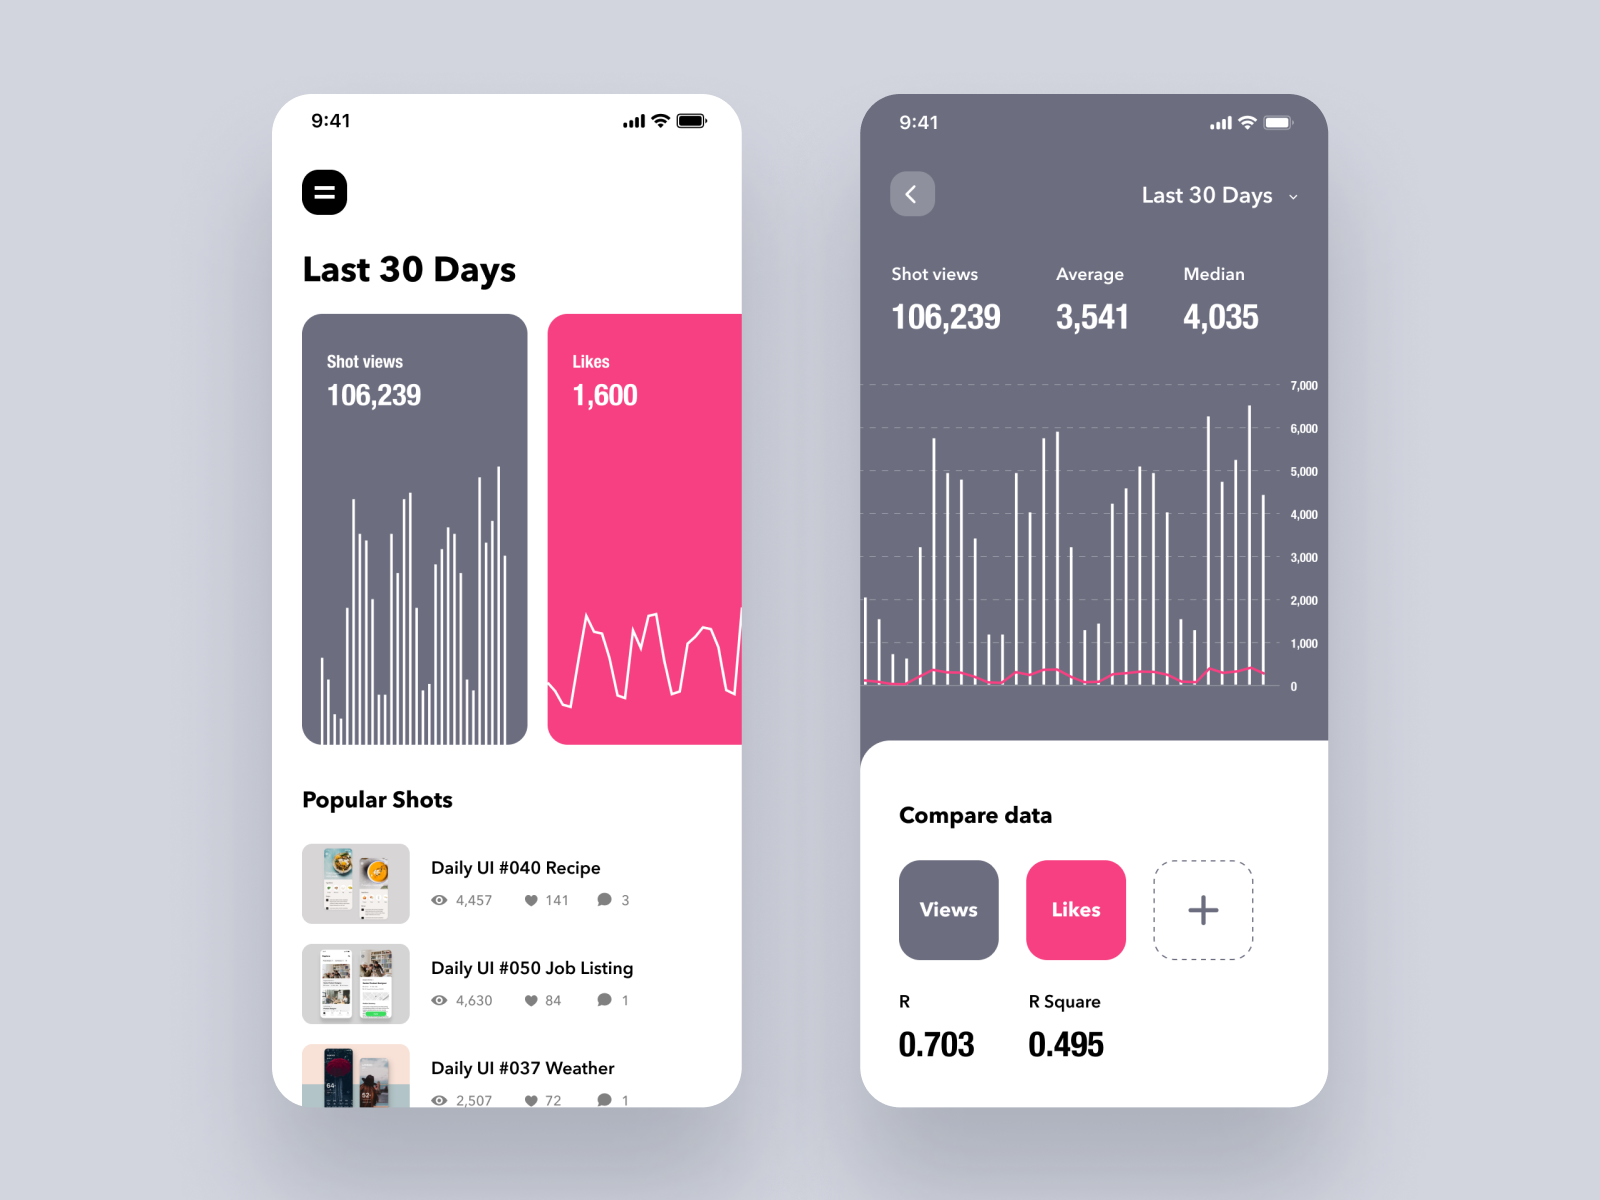 9:41
Last 30 Days
Shot views
106,239
Likes
1,600
Popular Shots
Daily UI #040 Recipe
4,457 141 3
Daily UI #050 Job Listing
4,630 84 1
Daily UI #037 Weather
2,507 72 1
9:41
Last 30 Days
Shot views Average Median
106,239 3,541 4,035
7,000
6,000
5,000
4,000
3,000
2,000
1,000
0
Compare data
Views Likes
R R Square
0.703 0.495